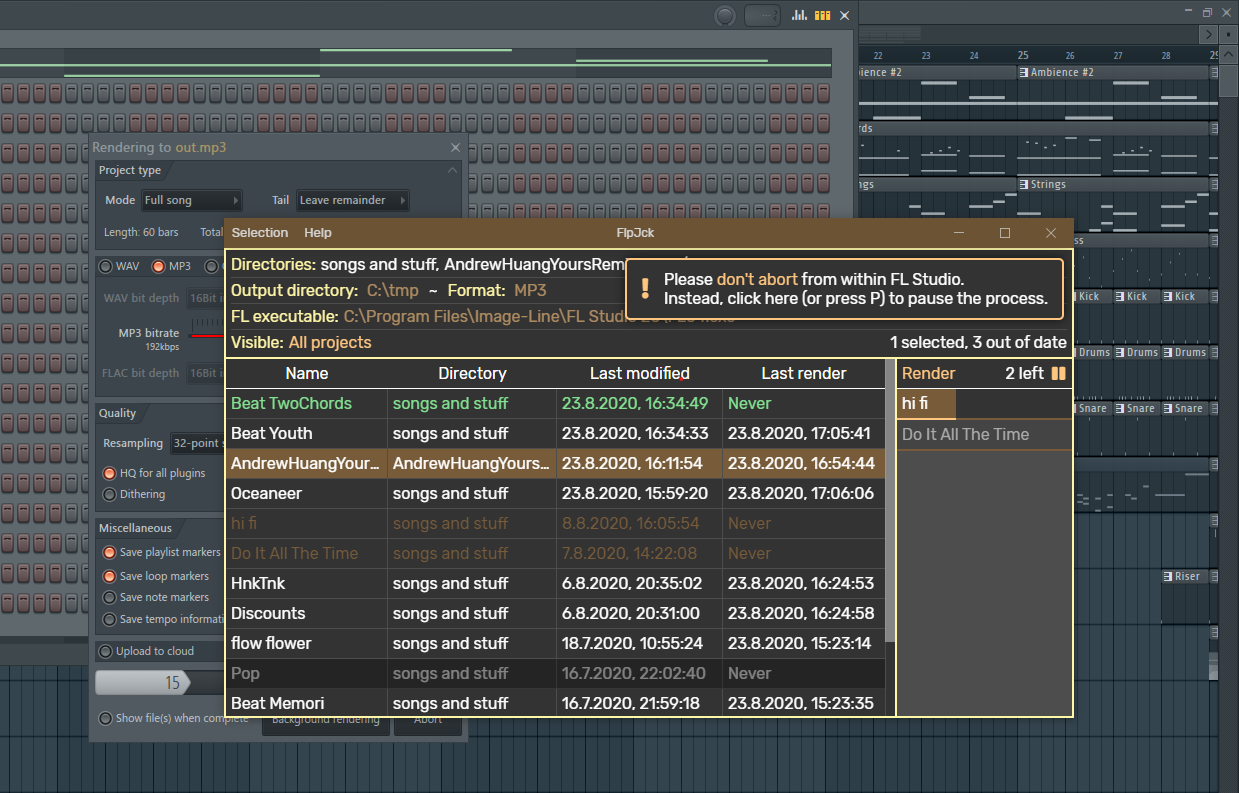 22 23 24 25 26 27 28 29
Ambience #2
Strings
Kick Kick Kick
Drums Drums Drums
Snare Snare Snare
Riser
Rendering to out.mp3
Project type
Mode Full song Tail Leave remainder
Length: 60 bars Total
WAV MP3
WAV bit depth 16Bit
MP3 bitrate
192kbps
FLAC bit depth 16Bit
Quality
Resampling 32-point
HQ for all plugins
Dithering
Miscellaneous
Save playlist markers
Save loop markers
Save note markers
Save tempo informati
Upload to cloud
15
Show file(s) when complete
Background rendering Abort
Selection Help FlpJck
Directories: songs and stuff, AndrewHuangYoursRem
Output directory: C:\tmp ~ Format: MP3
FL executable: C:\Program Files\Image-Line\FL Studio
Please don't abort from within FL Studio.
Instead, click here (or press P) to pause the process.
Visible: All projects 1 selected, 3 out of date
Name Directory Last modified Last render
Beat TwoChords songs and stuff 23.8.2020, 16:34:49 Never
Beat Youth songs and stuff 23.8.2020, 16:34:33 23.8.2020, 17:05:41
AndrewHuangYour... AndrewHuangYours... 23.8.2020, 16:11:54 23.8.2020, 16:54:44
Oceaneer songs and stuff 23.8.2020, 15:59:20 23.8.2020, 17:06:06
hi fi songs and stuff 8.8.2020, 16:05:54 Never
Do It All The Time songs and stuff 7.8.2020, 14:22:08 Never
HnkTnk songs and stuff 6.8.2020, 20:35:02 23.8.2020, 16:24:53
Discounts songs and stuff 6.8.2020, 20:31:00 23.8.2020, 16:24:58
flow flower songs and stuff 18.7.2020, 10:55:24 23.8.2020, 15:23:14
Pop songs and stuff 16.7.2020, 22:02:40 Never
Beat Memori songs and stuff 16.7.2020, 21:59:18 23.8.2020, 15:23:35
Render 2 left
hi fi
Do It All The Time